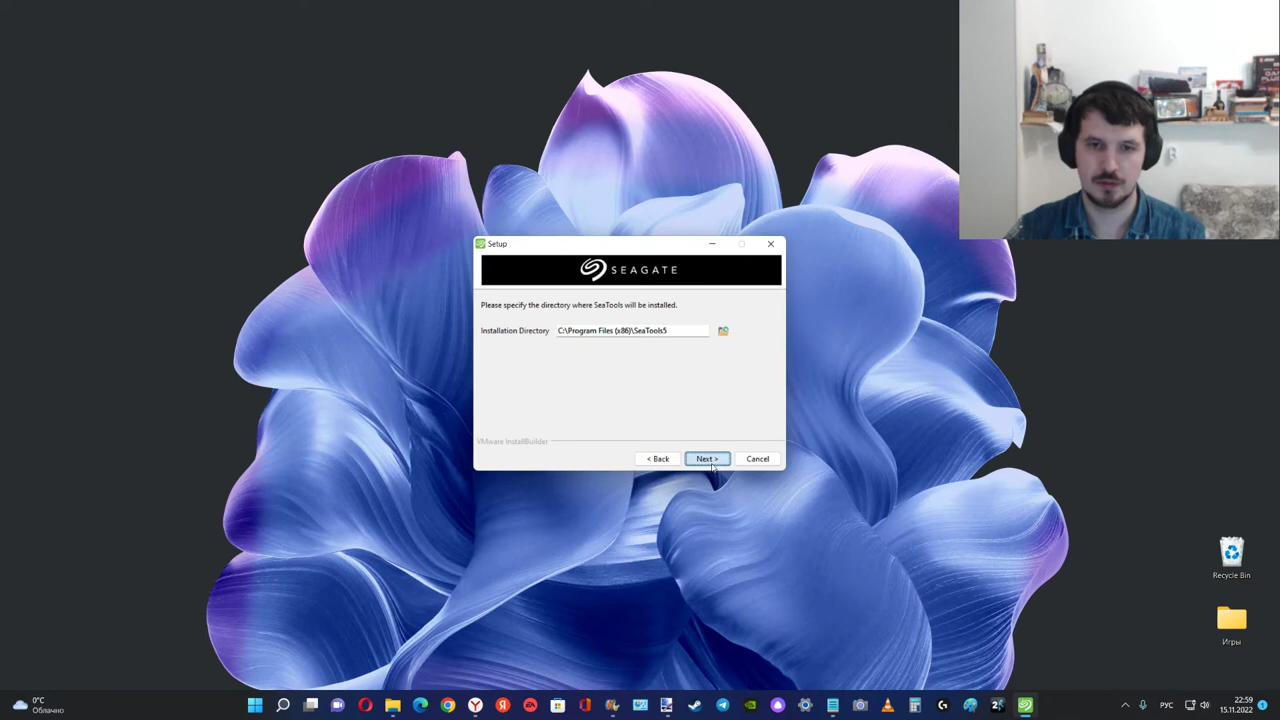 Setup
SEAGATE
Please specify the directory where SeaTools will be installed.
Installation Directory C:\Program Files (x86)\SeaTools5
VMware InstallBuilder
< Back Next > Cancel
Recycle Bin
Игры
0°C
Облачно
РУС
22:59
15.11.2022